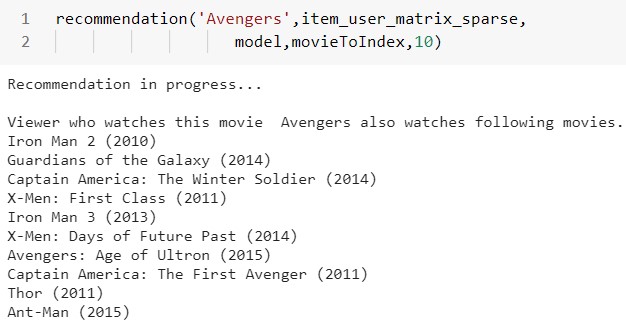 1 recommendation('Avengers',item_user_matrix_sparse,
2 model,movieToIndex,10)
Recommendation in progress...
Viewer who watches this movie  Avengers also watches following movies.
Iron Man 2 (2010)
Guardians of the Galaxy (2014)
Captain America: The Winter Soldier (2014)
X-Men: First Class (2011)
Iron Man 3 (2013)
X-Men: Days of Future Past (2014)
Avengers: Age of Ultron (2015)
Captain America: The First Avenger (2011)
Thor (2011)
Ant-Man (2015)